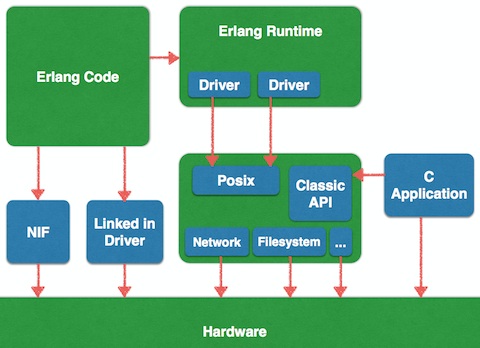 Erlang Code
Erlang Runtime
Driver
Driver
Posix
Classic
API
C
Application
NIF
Linked in
Driver
Network
Filesystem
...
Hardware